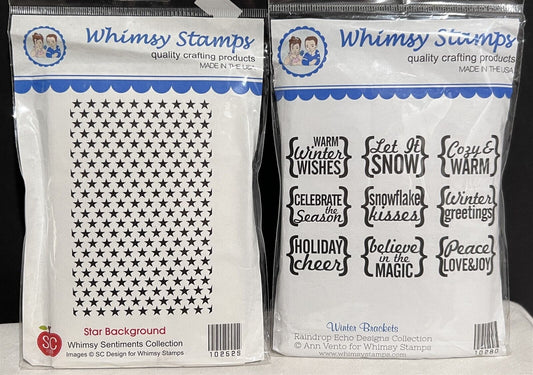 Whimsy Stamps
quality crafting products
MADE IN THE USA
SC
Star Background
Whimsy Sentiments Collection
Images © SC Design for Whimsy Stamps
102525
Whimsy Stamps
quality crafting products
MADE IN THE USA
WARM
Winter
WISHES
Let It
SNOW
Cozy &
WARM
CELEBRATE
the
Season
snowflake
kisses
Winter
greetings
HOLIDAY
cheer
believe
in the
MAGIC
Peace
LOVE & JOY
Winter Brackets
Raindrop Echo Designs Collection
© Ann Vento for Whimsy Stamps
www.whimsystamps.com
10280